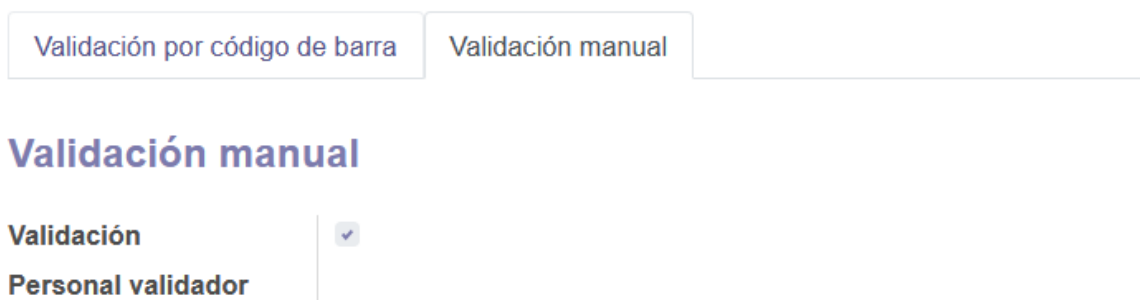 Validación por código de barra
Validación manual
Validación manual
Validación
Personal validador